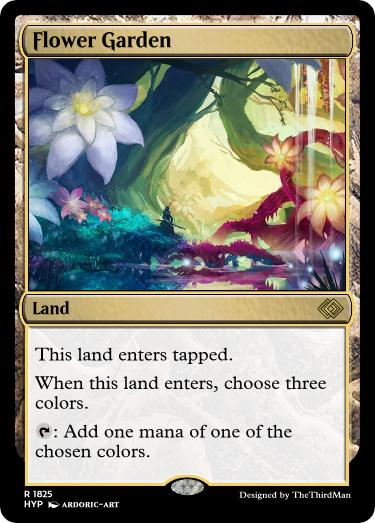 Flower Garden
Land
This land enters tapped.
When this land enters, choose three
colors.
: Add one mana of one of the
chosen colors.
R 1825
HYP ARDORIC-ART
Designed by TheThirdMan